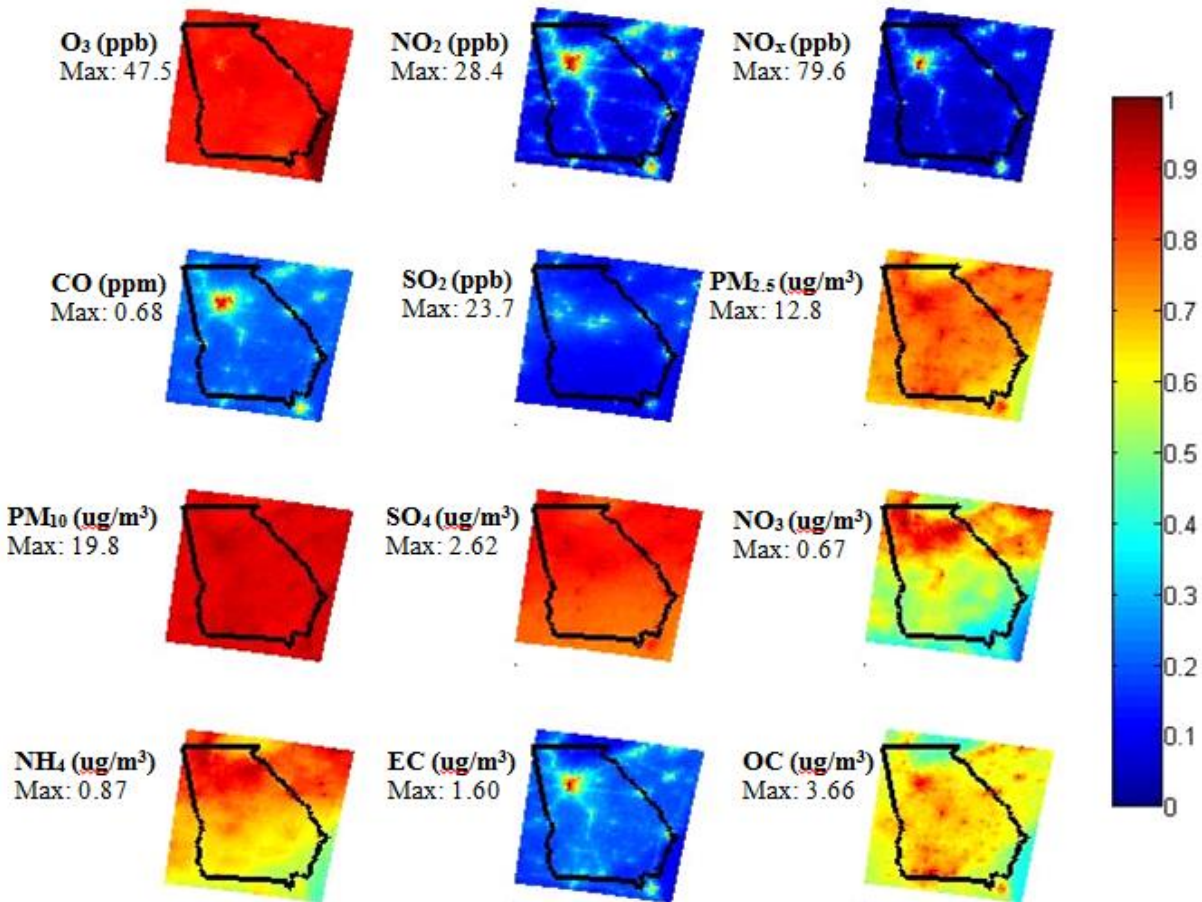 O₃ (ppb)
Max: 47.5
NO₂ (ppb)
Max: 28.4
NOₓ (ppb)
Max: 79.6
CO (ppm)
Max: 0.68
SO₂ (ppb)
Max: 23.7
PM₂.₅ (ug/m³)
Max: 12.8
PM₁₀ (ug/m³)
Max: 19.8
SO₄ (ug/m³)
Max: 2.62
NO₃ (ug/m³)
Max: 0.67
NH₄ (ug/m³)
Max: 0.87
EC (ug/m³)
Max: 1.60
OC (ug/m³)
Max: 3.66
1
0.9
0.8
0.7
0.6
0.5
0.4
0.3
0.2
0.1
0